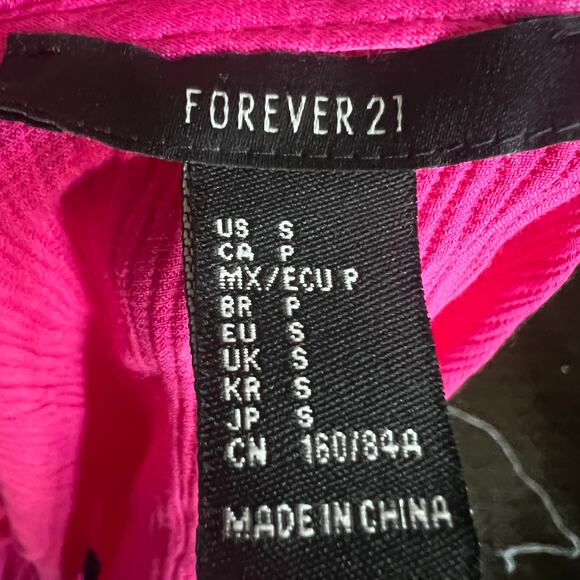 FOREVER 21
US S
CA P
MX/ECU P
BR P
EU S
UK S
KR S
JP S
CN 160/84A
MADE IN CHINA